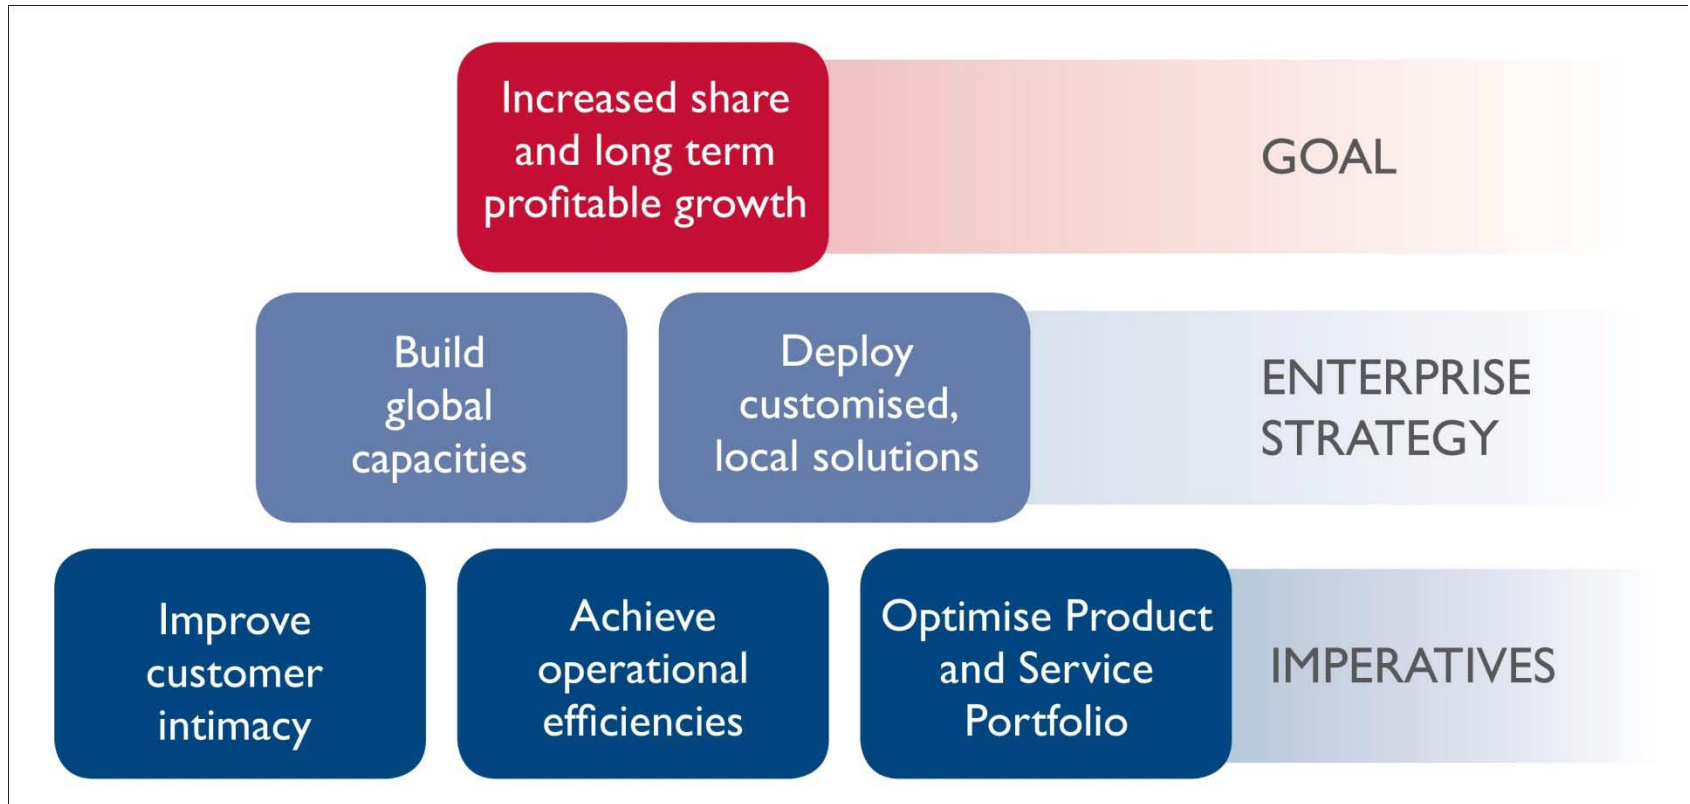 Increased share
and long term
profitable growth
GOAL
Build
global
capacities
Deploy
customised,
local solutions
ENTERPRISE
STRATEGY
Improve
customer
intimacy
Achieve
operational
efficiencies
Optimise Product
and Service
Portfolio
IMPERATIVES